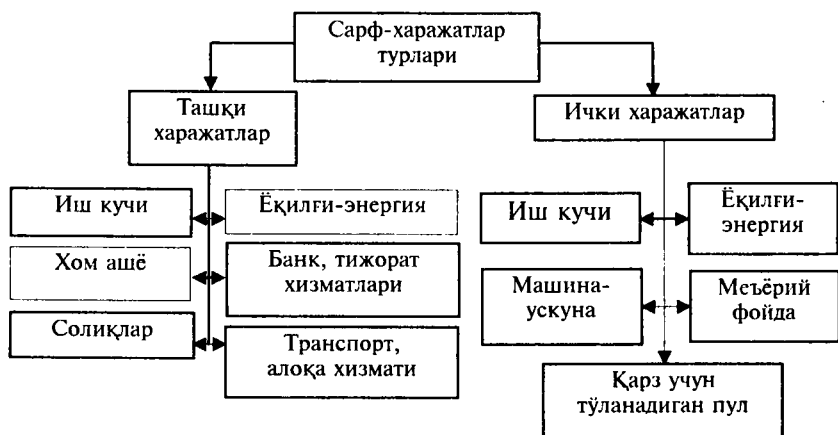 Сарф-харажатлар
турлари
Ташқи
харажатлар
Ички харажатлар
Иш кучи
Ёқилғи-энергия
Хом ашё
Банк, тижорат
хизматлари
Солиқлар
Транспорт,
алоқа хизмати
Иш кучи
Ёқилғи-
энергия
Машина-
ускуна
Меъёрий
фойда
Қарз учун
тўланадиган пул